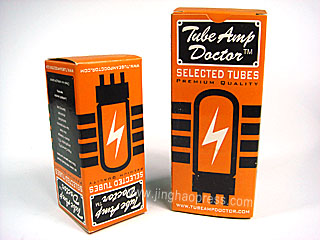 Tube Amp
Doctor™
SELECTED TUBES
PREMIUM QUALITY
WWW.TUBEAMPDOCTOR.COM
WWW.TUBEAMPDOCTOR.COM
Tube Amp
Doctor™
SELECTED TUBES
PREMIUM QUALITY
www.jinghaopress.com